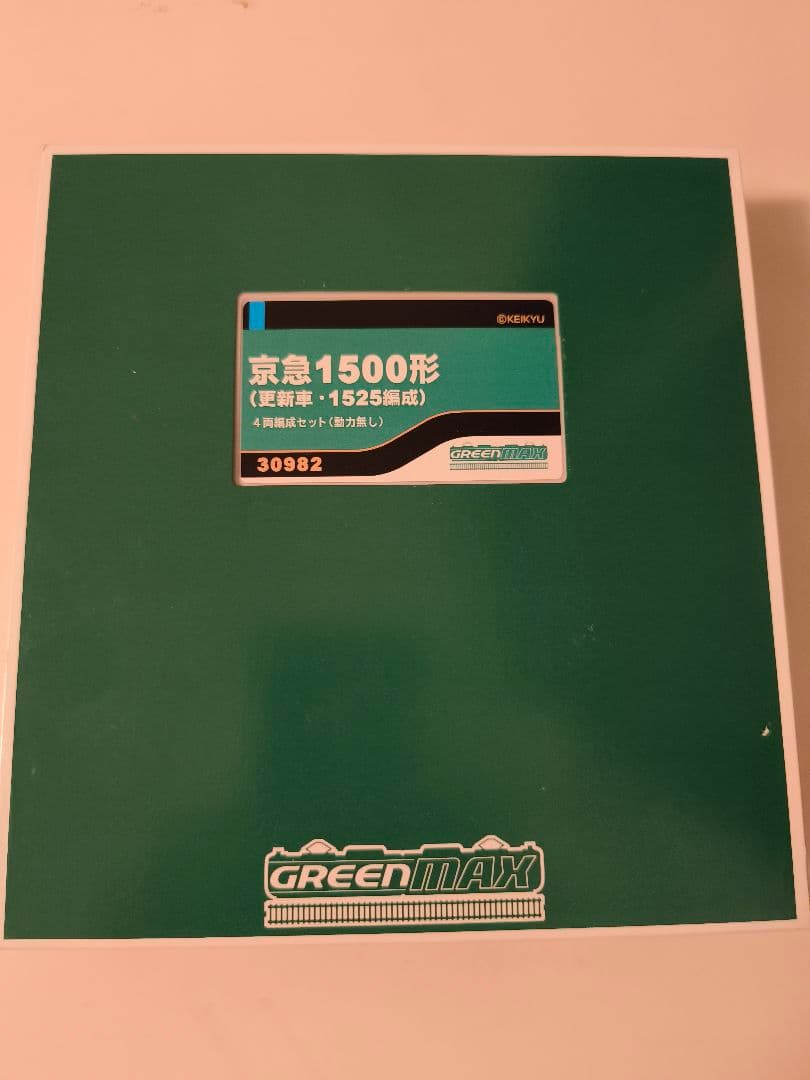 ©KEIKYU
京急1500形
(更新車・1525編成)
4両編成セット(動力無し)
30982
GREENMAX
GREENMAX